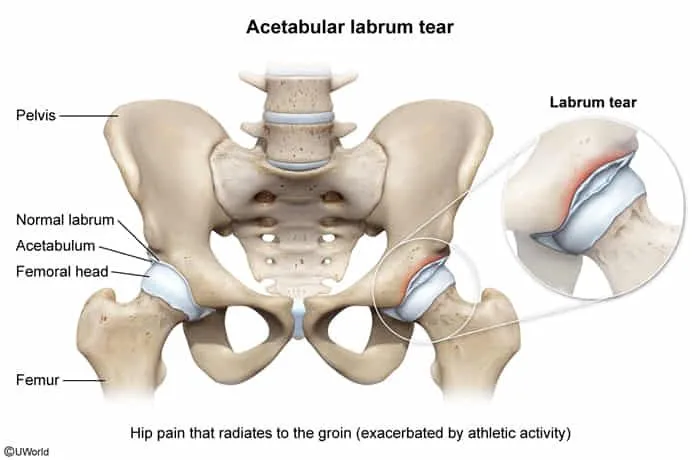 Acetabular labrum tear
Pelvis
Labrum tear
Normal labrum
Acetabulum
Femoral head
Femur
Hip pain that radiates to the groin (exacerbated by athletic activity)
©UWorld